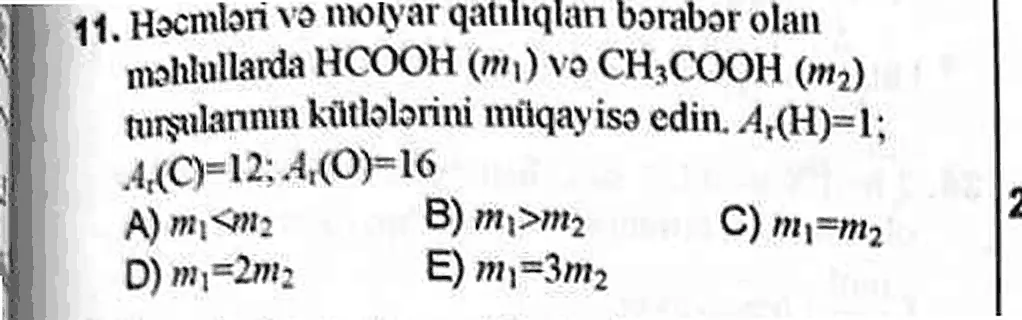 11. Həcmləri və molyar qatılıqları bərabər olan
məhlullarda HCOOH (m₁) və CH₃COOH (m₂)
turşularının kütlələrini müqayisə edin. Aᵣ(H)=1;
Aᵣ(C)=12; Aᵣ(O)=16
A) m₁<m₂ B) m₁>m₂ C) m₁=m₂
D) m₁=2m₂ E) m₁=3m₂
2